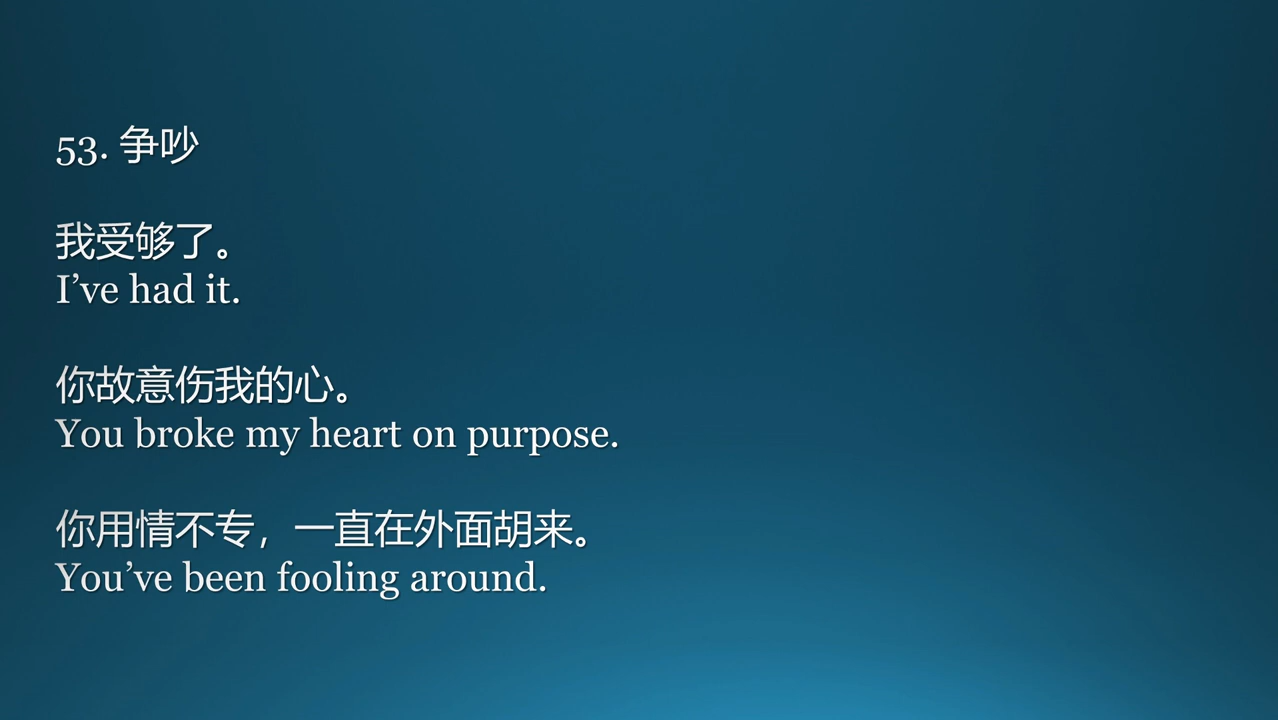 53. 争吵
我受够了。
I’ve had it.
你故意伤我的心。
You broke my heart on purpose.
你用情不专，一直在外面胡来。
You’ve been fooling around.